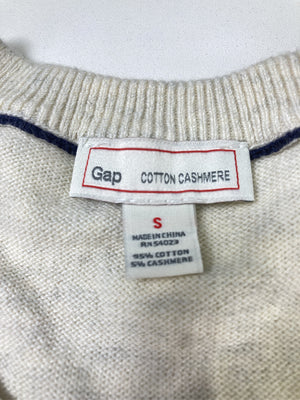 Gap COTTON CASHMERE
S
MADE IN CHINA
RN 54023
95% COTTON
5% CASHMERE